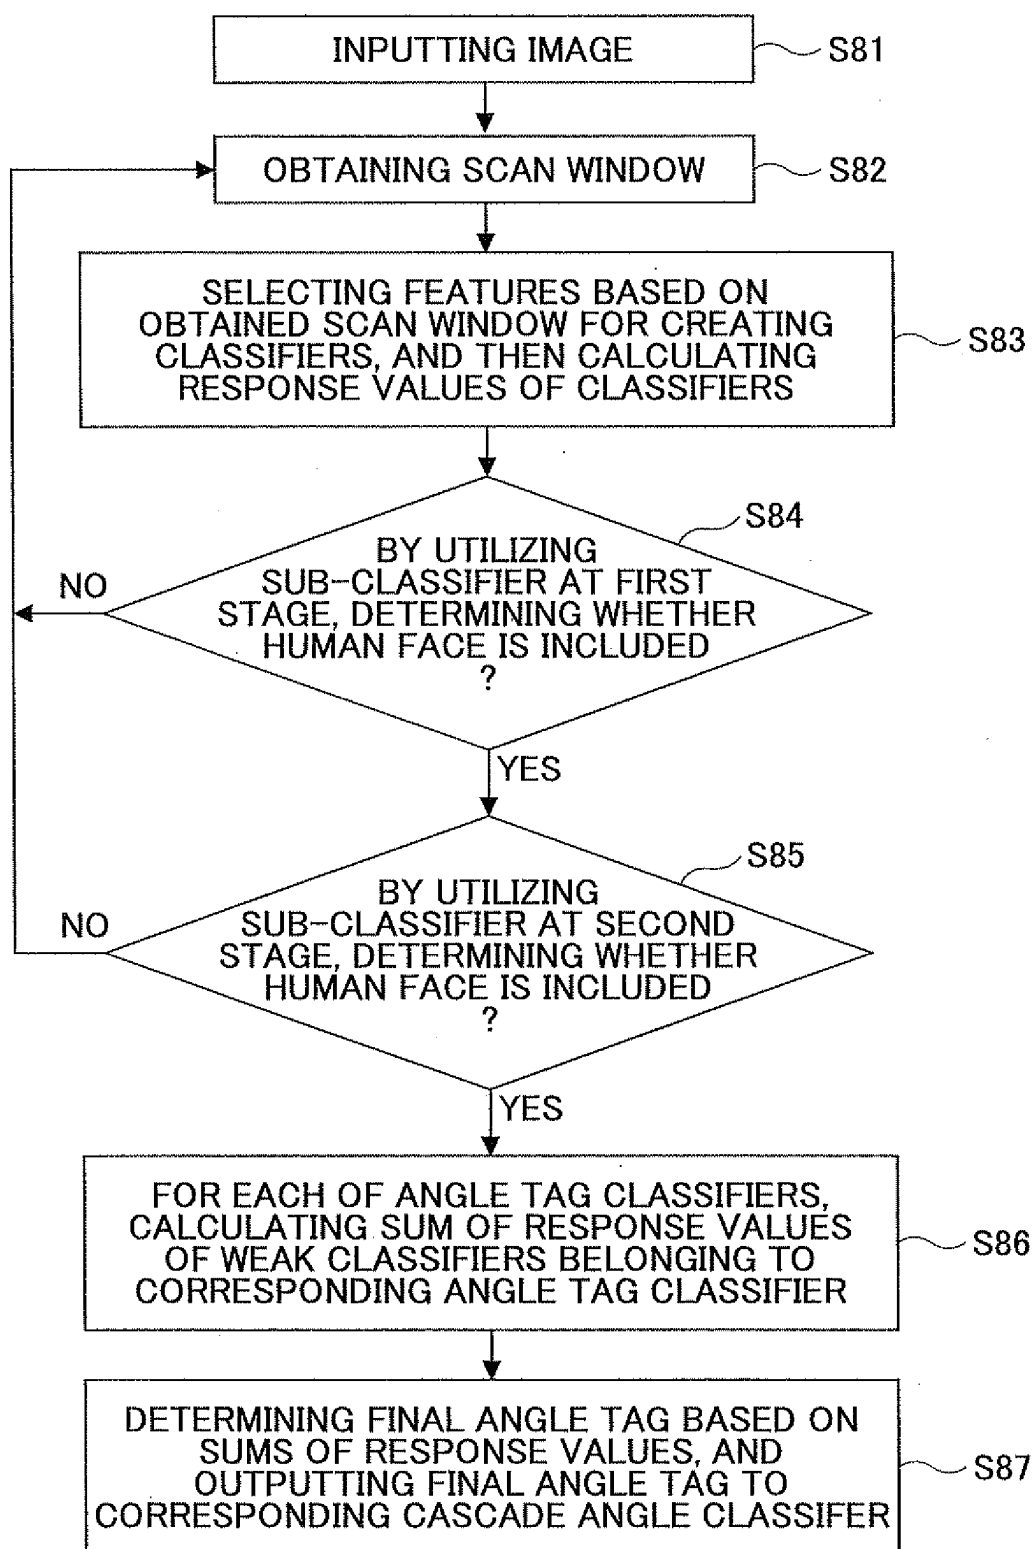 INPUTTING IMAGE
S81
OBTAINING SCAN WINDOW
S82
SELECTING FEATURES BASED ON
OBTAINED SCAN WINDOW FOR CREATING
CLASSIFIERS, AND THEN CALCULATING
RESPONSE VALUES OF CLASSIFIERS
S83
S84
BY UTILIZING
SUB-CLASSIFIER AT FIRST
STAGE, DETERMINING WHETHER
HUMAN FACE IS INCLUDED
?
NO
YES
S85
BY UTILIZING
SUB-CLASSIFIER AT SECOND
STAGE, DETERMINING WHETHER
HUMAN FACE IS INCLUDED
?
NO
YES
FOR EACH OF ANGLE TAG CLASSIFIERS,
CALCULATING SUM OF RESPONSE VALUES
OF WEAK CLASSIFIERS BELONGING TO
CORRESPONDING ANGLE TAG CLASSIFIER
S86
DETERMINING FINAL ANGLE TAG BASED ON
SUMS OF RESPONSE VALUES, AND
OUTPUTTING FINAL ANGLE TAG TO
CORRESPONDING CASCADE ANGLE CLASSIFER
S87